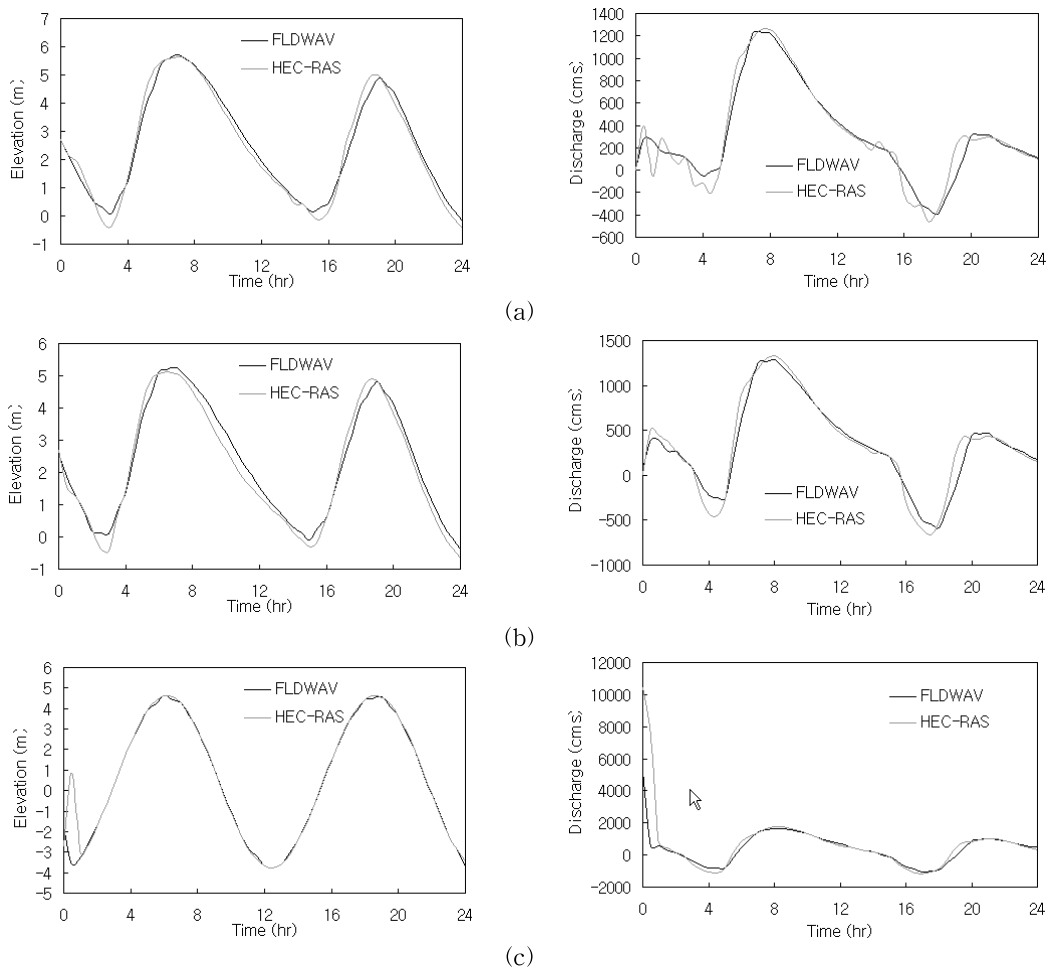 7
6
5
4
3
2
1
0
-1
Elevation (m)
FLDWAV
HEC-RAS
0 4 8 12 16 20 24
Time (hr)
1400
1200
1000
800
600
400
200
0
-200
-400
-600
Discharge (cms)
FLDWAV
HEC-RAS
0 4 8 12 16 20 24
Time (hr)
(a)
6
5
4
3
2
1
0
-1
Elevation (m)
FLDWAV
HEC-RAS
0 4 8 12 16 20 24
Time (hr)
1500
1000
500
0
-500
-1000
Discharge (cms)
FLDWAV
HEC-RAS
0 4 8 12 16 20 24
Time (hr)
(b)
6
5
4
3
2
1
0
-1
-2
-3
-4
-5
Elevation (m)
FLDWAV
HEC-RAS
0 4 8 12 16 20 24
Time (hr)
12000
10000
8000
6000
4000
2000
0
-2000
Discharge (cms)
FLDWAV
HEC-RAS
0 4 8 12 16 20 24
Time (hr)
(c)